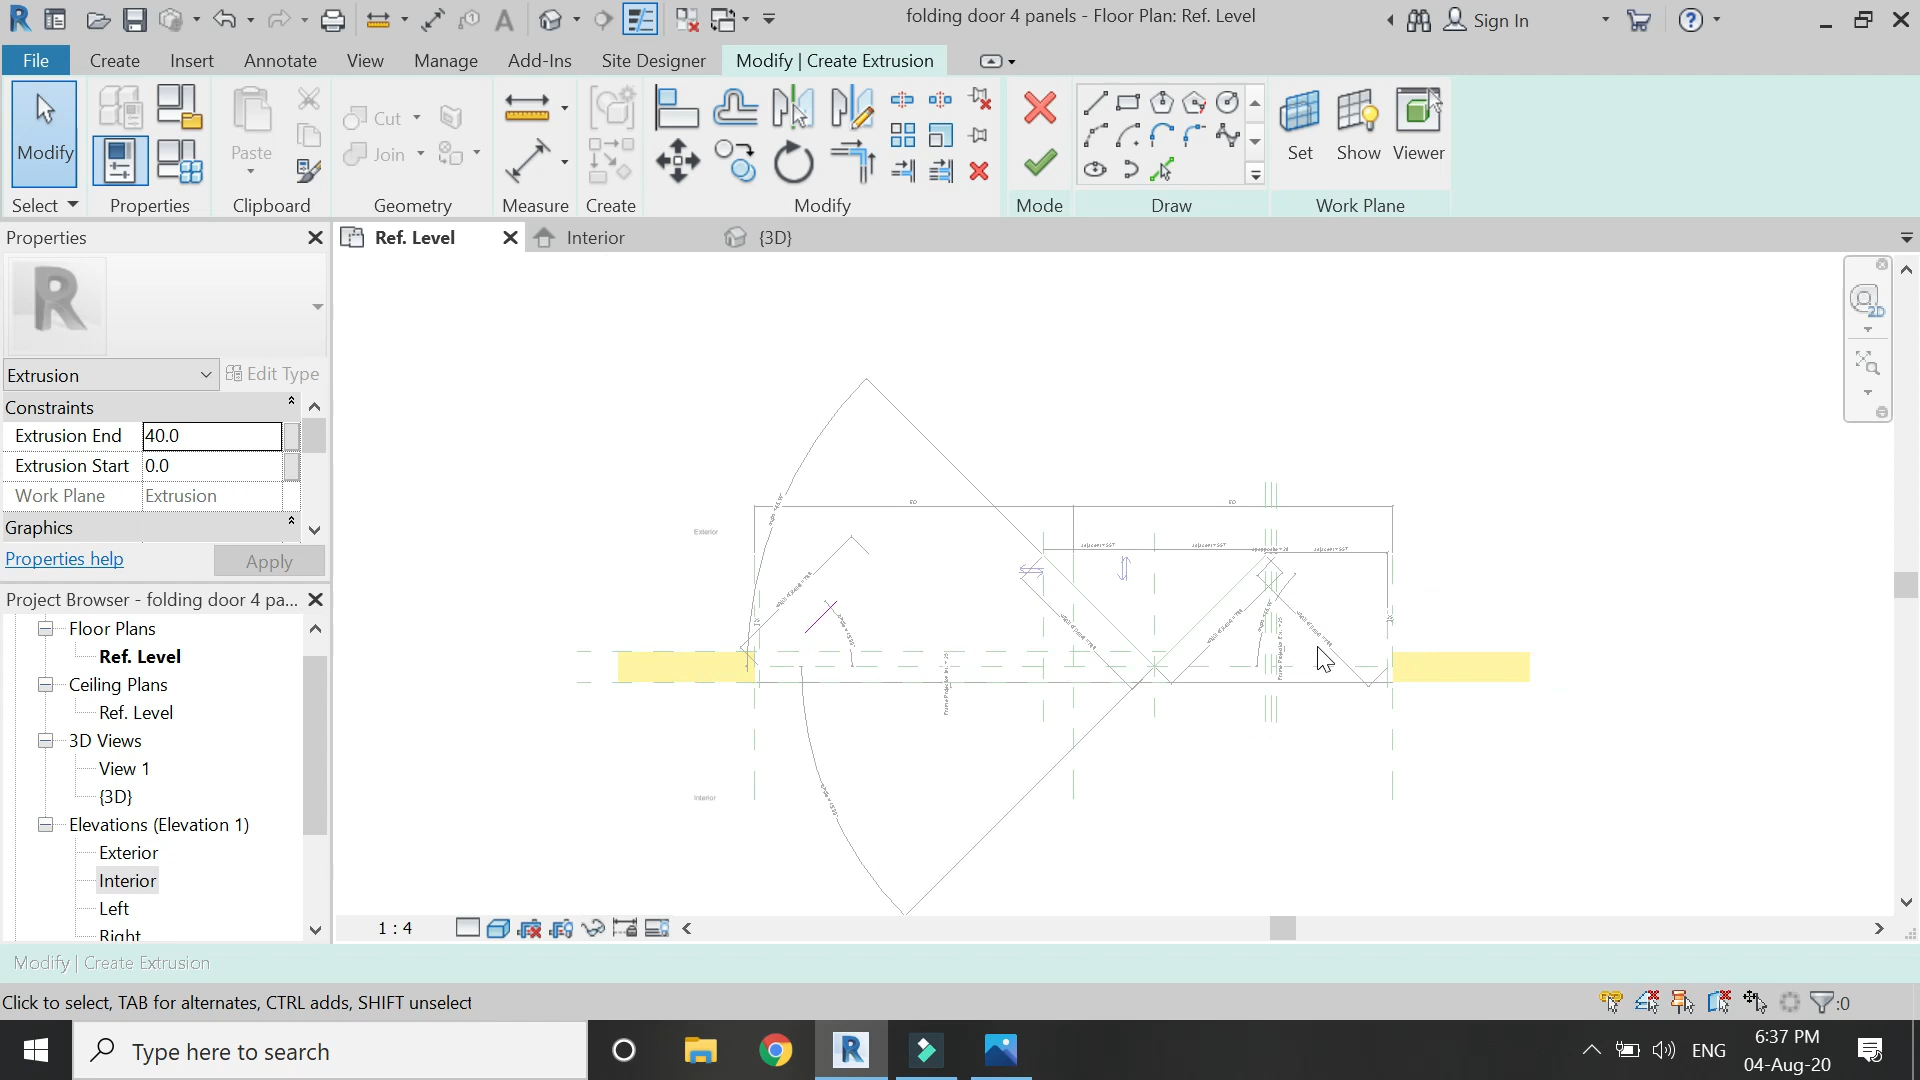 folding door 4 panels - Floor Plan: Ref. Level
Sign In
File
Create
Insert
Annotate
View
Manage
Add-Ins
Site Designer
Modify | Create Extrusion
Modify
Paste
Cut
Join
Set
Show
Viewer
Select
Properties
Clipboard
Geometry
Measure
Create
Modify
Mode
Draw
Work Plane
Properties
Ref. Level
Interior
{3D}
Extrusion
Edit Type
Constraints
Extrusion End 40.0
Extrusion Start 0.0
Work Plane Extrusion
Graphics
Properties help
Apply
Project Browser - folding door 4 pa...
Floor Plans
Ref. Level
Ceiling Plans
Ref. Level
3D Views
View 1
{3D}
Elevations (Elevation 1)
Exterior
Interior
Left
Right
Exterior
Interior
EQ
EQ
2D
1 : 4
Modify | Create Extrusion
Click to select, TAB for alternates, CTRL adds, SHIFT unselect
:0
Type here to search
ENG
6:37 PM
04-Aug-20